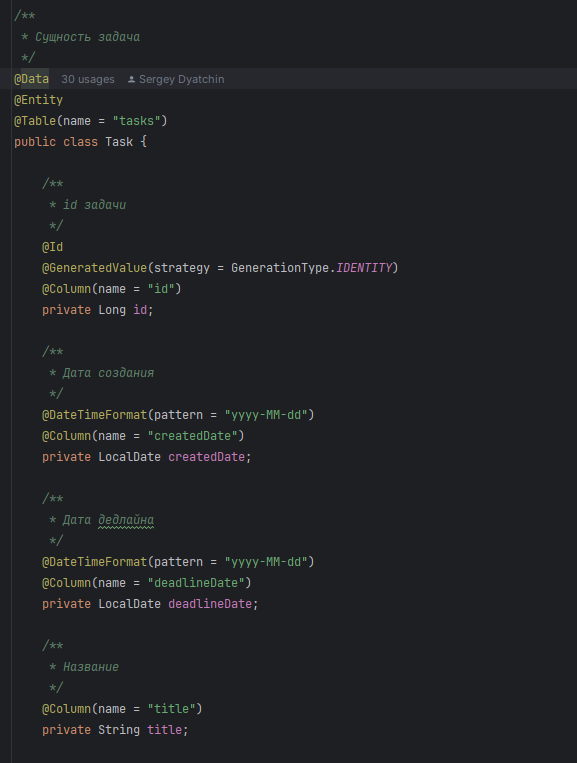 /**
 * Сущность задача
 */
@Data 30 usages Sergey Dyatchin
@Entity
@Table(name = "tasks")
public class Task {
    /**
     * id задачи
     */
    @Id
    @GeneratedValue(strategy = GenerationType.IDENTITY)
    @Column(name = "id")
    private Long id;
    /**
     * Дата создания
     */
    @DateTimeFormat(pattern = "yyyy-MM-dd")
    @Column(name = "createdDate")
    private LocalDate createdDate;
    /**
     * Дата дедлайна
     */
    @DateTimeFormat(pattern = "yyyy-MM-dd")
    @Column(name = "deadlineDate")
    private LocalDate deadlineDate;
    /**
     * Название
     */
    @Column(name = "title")
    private String title;